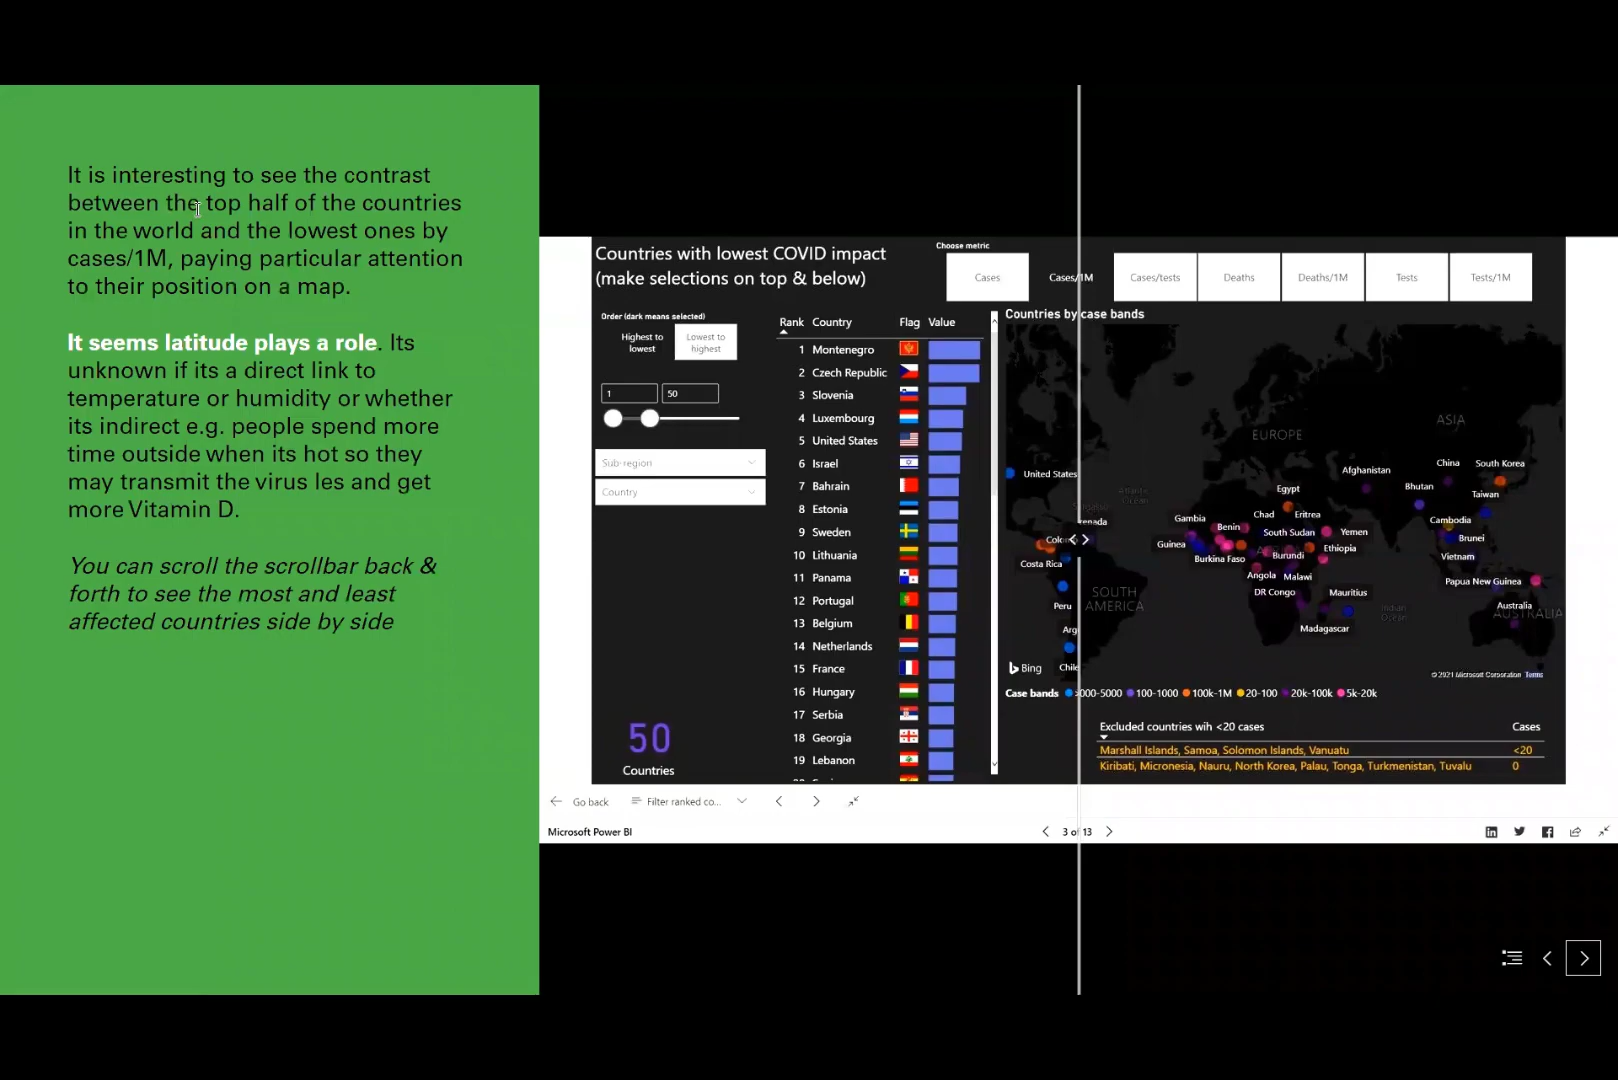 It is interesting to see the contrast
between the top half of the countries
in the world and the lowest ones by
cases/1M, paying particular attention
to their position on a map.
It seems latitude plays a role. Its
unknown if its a direct link to
temperature or humidity or whether
its indirect e.g. people spend more
time outside when its hot so they
may transmit the virus les and get
more Vitamin D.
You can scroll the scrollbar back &
forth to see the most and least
affected countries side by side
Countries with lowest COVID impact
(make selections on top & below)
Choose metric
Cases
Cases/1M
Cases/tests
Deaths
Deaths/1M
Tests
Tests/1M
Order (dark means selected)
Highest to
lowest
Lowest to
highest
1
50
Sub-region
Country
50
Countries
Rank Country Flag Value
1 Montenegro
2 Czech Republic
3 Slovenia
4 Luxembourg
5 United States
6 Israel
7 Bahrain
8 Estonia
9 Sweden
10 Lithuania
11 Panama
12 Portugal
13 Belgium
14 Netherlands
15 France
16 Hungary
17 Serbia
18 Georgia
19 Lebanon
Countries by case bands
ASIA
EUROPE
Afghanistan
China
South Korea
United States
Bhutan
Taiwan
Egypt
Atlantic
Ocean
Gambia
Chad
Eritrea
Benin
South Sudan
Yemen
Cambodia
Guinea
Brunei
Ethiopia
Burkina Faso
Burundi
Vietnam
Costa Rica
Angola
Malawi
Papua New Guinea
DR Congo
Mauritius
SOUTH
AMERICA
Peru
Indian
Ocean
Australia
AUSTRALIA
Madagascar
Bing
Chile
© 2021 Microsoft Corporation Terms
Case bands 000-5000 100-1000 100k-1M 20-100 20k-100k 5k-20k
Excluded countries wih <20 cases Cases
Marshall Islands, Samoa, Solomon Islands, Vanuatu <20
Kiribati, Micronesia, Nauru, North Korea, Palau, Tonga, Turkmenistan, Tuvalu 0
Go back
Filter ranked co...
Microsoft Power BI
3 of 13